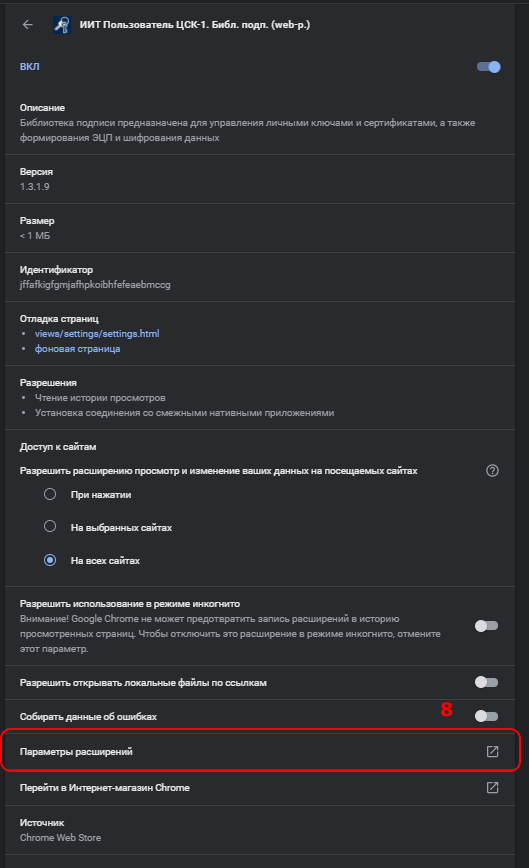 ИИТ Пользователь ЦСК-1. Библ. подп. (web-р.)
ВКЛ
Описание
Библиотека подписи предназначена для управления личными ключами и сертификатами, а также
формирования ЭЦП и шифрования данных
Версия
1.3.1.9
Размер
< 1 МБ
Идентификатор
jffafkigfgmjafhpkoibhfefeaebmccg
Отладка страниц
• views/settings/settings.html
• фоновая страница
Разрешения
• Чтение истории просмотров
• Установка соединения со смежными нативными приложениями
Доступ к сайтам
Разрешить расширению просмотр и изменение ваших данных на посещаемых сайтах
При нажатии
На выбранных сайтах
На всех сайтах
Разрешить использование в режиме инкогнито
Внимание! Google Chrome не может предотвратить запись расширений в историю
просмотренных страниц. Чтобы отключить это расширение в режиме инкогнито, отмените
этот параметр.
Разрешить открывать локальные файлы по ссылкам
Собирать данные об ошибках
8
Параметры расширений
Перейти в Интернет-магазин Chrome
Источник
Chrome Web Store